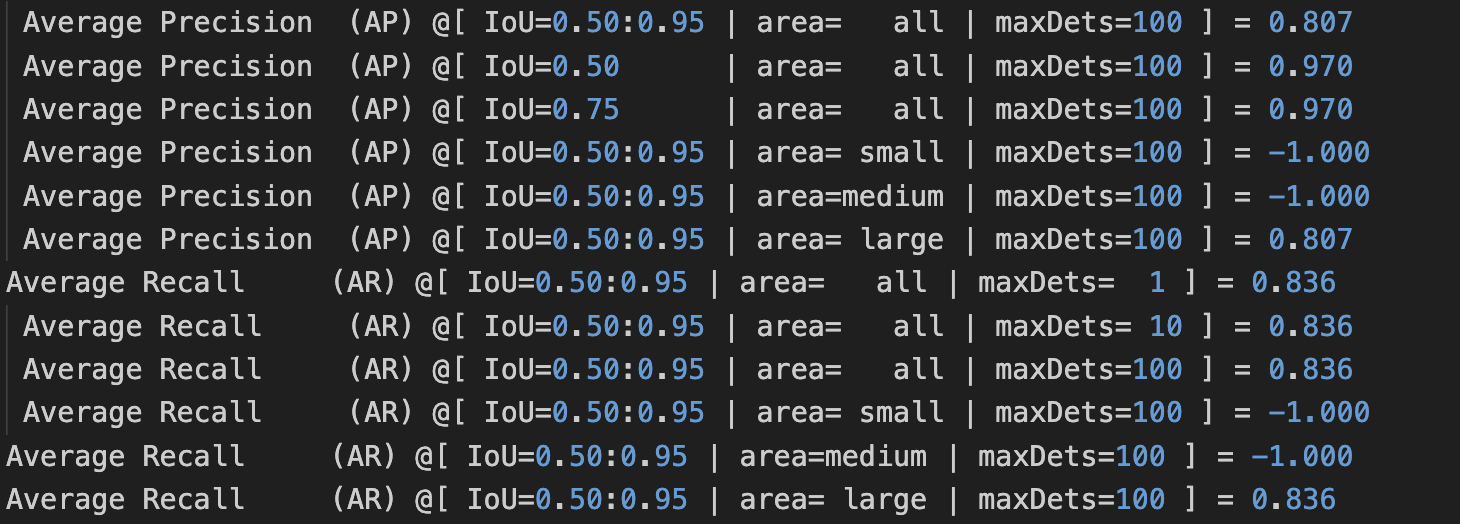 Average Precision  (AP) @[ IoU=0.50:0.95 | area=   all | maxDets=100 ] = 0.807
 Average Precision  (AP) @[ IoU=0.50      | area=   all | maxDets=100 ] = 0.970
 Average Precision  (AP) @[ IoU=0.75      | area=   all | maxDets=100 ] = 0.970
 Average Precision  (AP) @[ IoU=0.50:0.95 | area= small | maxDets=100 ] = -1.000
 Average Precision  (AP) @[ IoU=0.50:0.95 | area=medium | maxDets=100 ] = -1.000
 Average Precision  (AP) @[ IoU=0.50:0.95 | area= large | maxDets=100 ] = 0.807
Average Recall     (AR) @[ IoU=0.50:0.95 | area=   all | maxDets=  1 ] = 0.836
 Average Recall     (AR) @[ IoU=0.50:0.95 | area=   all | maxDets= 10 ] = 0.836
 Average Recall     (AR) @[ IoU=0.50:0.95 | area=   all | maxDets=100 ] = 0.836
 Average Recall     (AR) @[ IoU=0.50:0.95 | area= small | maxDets=100 ] = -1.000
Average Recall     (AR) @[ IoU=0.50:0.95 | area=medium | maxDets=100 ] = -1.000
Average Recall     (AR) @[ IoU=0.50:0.95 | area= large | maxDets=100 ] = 0.836